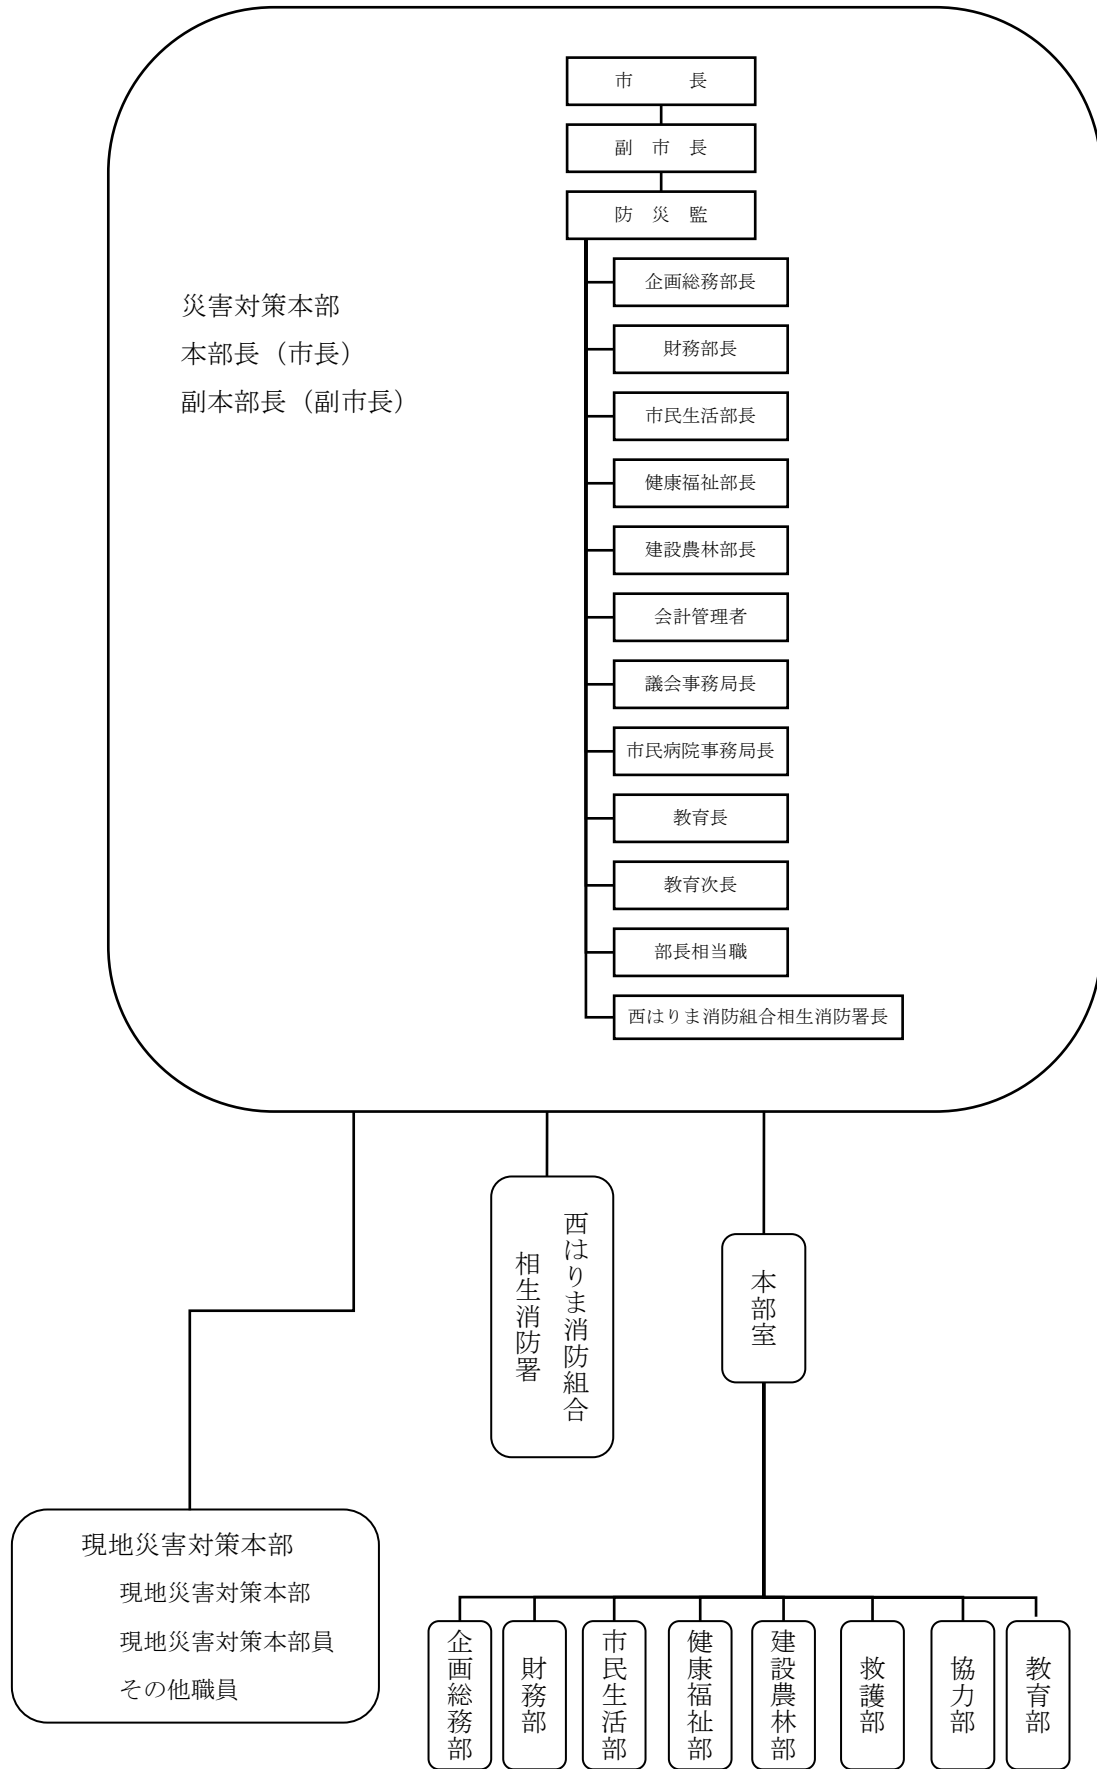 市　　　長
副　市　長
防　災　監
災害対策本部
本部長（市長）
副本部長（副市長）
企画総務部長
財務部長
市民生活部長
健康福祉部長
建設農林部長
会計管理者
議会事務局長
市民病院事務局長
教育長
教育次長
部長相当職
西はりま消防組合相生消防署長
西はりま消防組合
相生消防署
本部室
現地災害対策本部
現地災害対策本部
現地災害対策本部員
その他職員
企画総務部
財務部
市民生活部
健康福祉部
建設農林部
救護部
協力部
教育部